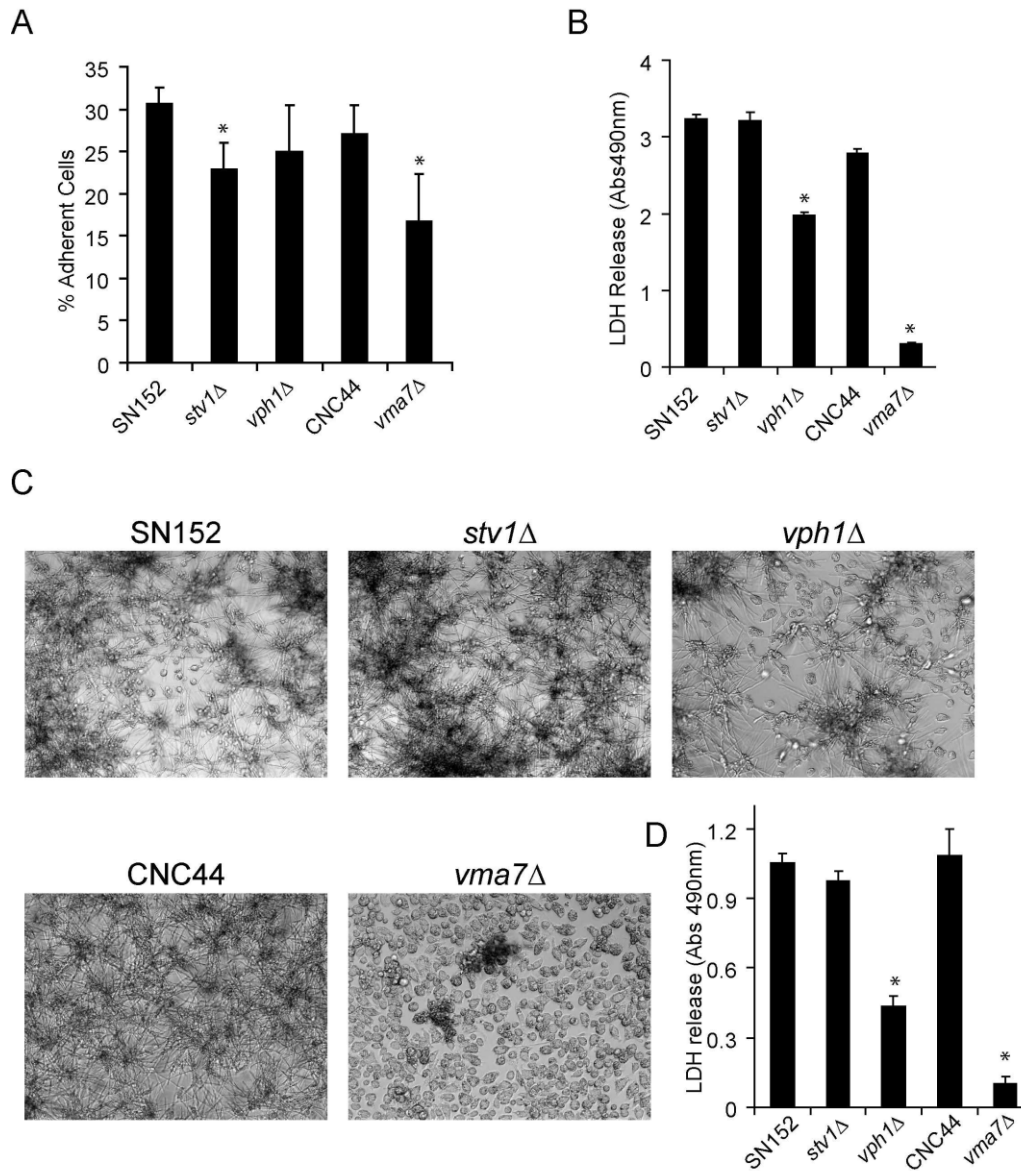 A
% Adherent Cells
35
30
25
20
15
10
5
0
*
*
SN152
stv1Δ
vph1Δ
CNC44
vma7Δ
B
LDH Release (Abs490nm)
4
3
2
1
0
*
*
SN152
stv1Δ
vph1Δ
CNC44
vma7Δ
C
SN152
stv1Δ
vph1Δ
CNC44
vma7Δ
D
LDH release (Abs 490nm)
1.2
0.9
0.6
0.3
0
*
*
SN152
stv1Δ
vph1Δ
CNC44
vma7Δ